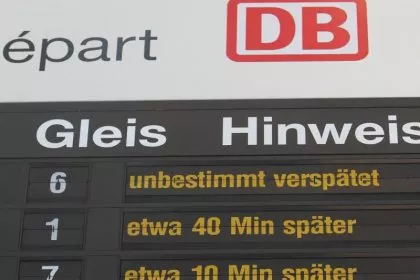 épart DB
Gleis Hinweis
6 unbestimmt verspätet
1 etwa 40 Min später
7 etwa 10 Min später